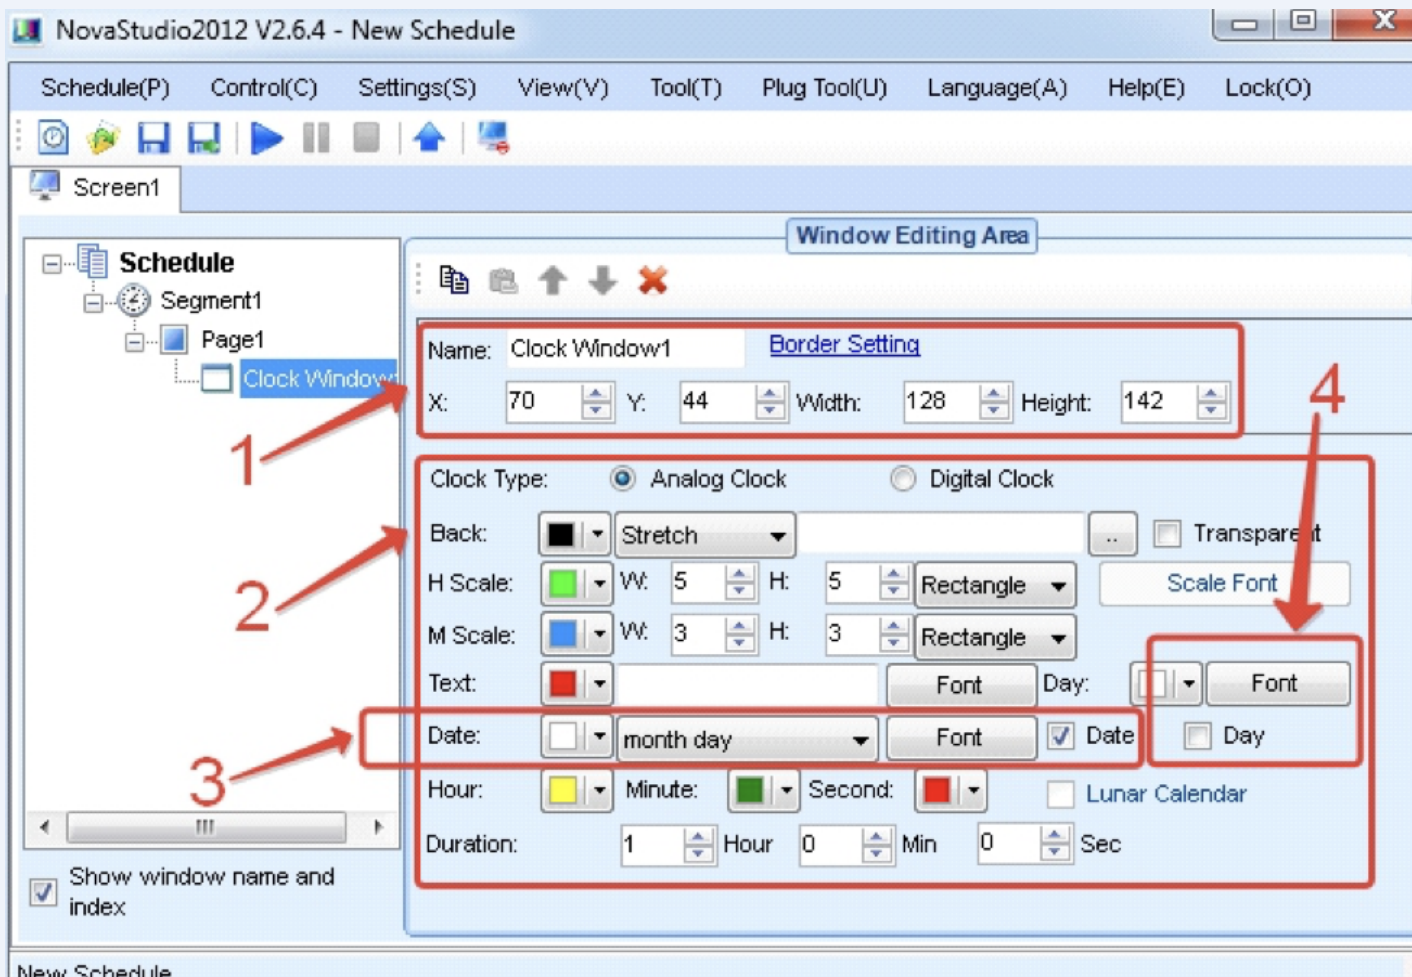 NovaStudio2012 V2.6.4 - New Schedule
Schedule(P) Control(C) Settings(S) View(V) Tool(T) Plug Tool(U) Language(A) Help(E) Lock(O)
Screen1
Window Editing Area
Schedule
Segment1
Page1
Clock Window1
Name: Clock Window1 Border Setting
X: 70 Y: 44 Width: 128 Height: 142
1
4
Clock Type: Analog Clock Digital Clock
2
Back: Stretch .. Transparent
H Scale: W: 5 H: 5 Rectangle Scale Font
M Scale: W: 3 H: 3 Rectangle
Text: Font Day: Font
3
Date: month day Font Date Day
Hour: Minute: Second: Lunar Calendar
Duration: 1 Hour 0 Min 0 Sec
Show window name and
index
New Schedule